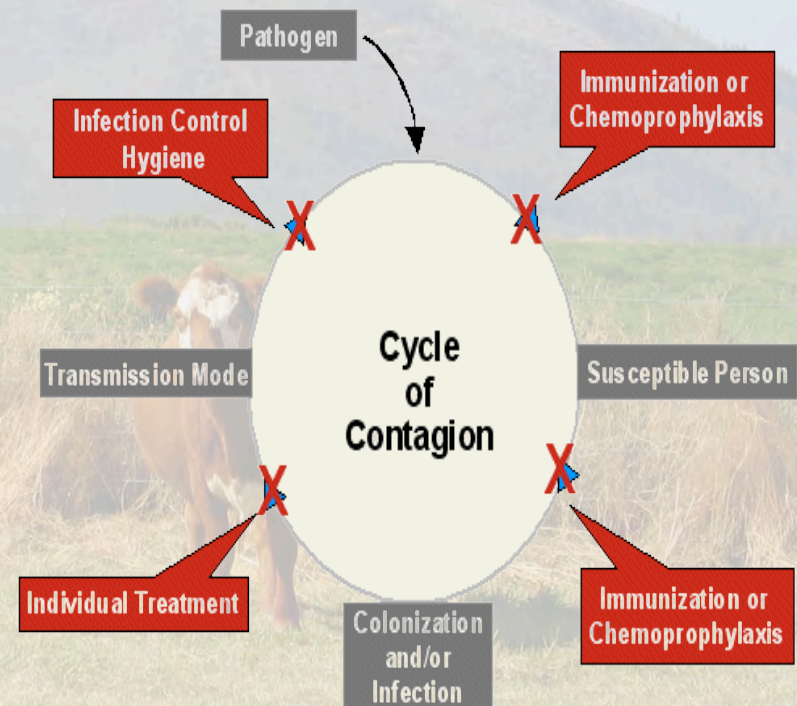 Pathogen
Immunization or
Chemoprophylaxis
Infection Control
Hygiene
Cycle
of
Contagion
Transmission Mode
Susceptible Person
Individual Treatment
Colonization
and/or
Infection
Immunization or
Chemoprophylaxis